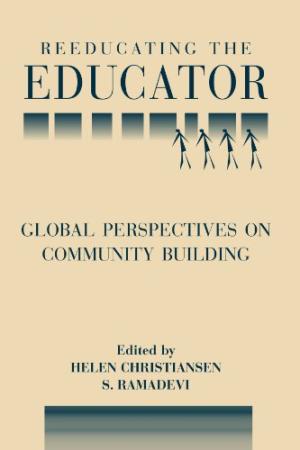 REEDUCATING THE
EDUCATOR
GLOBAL PERSPECTIVES ON
COMMUNITY BUILDING
Edited by
HELEN CHRISTIANSEN
S. RAMADEVI